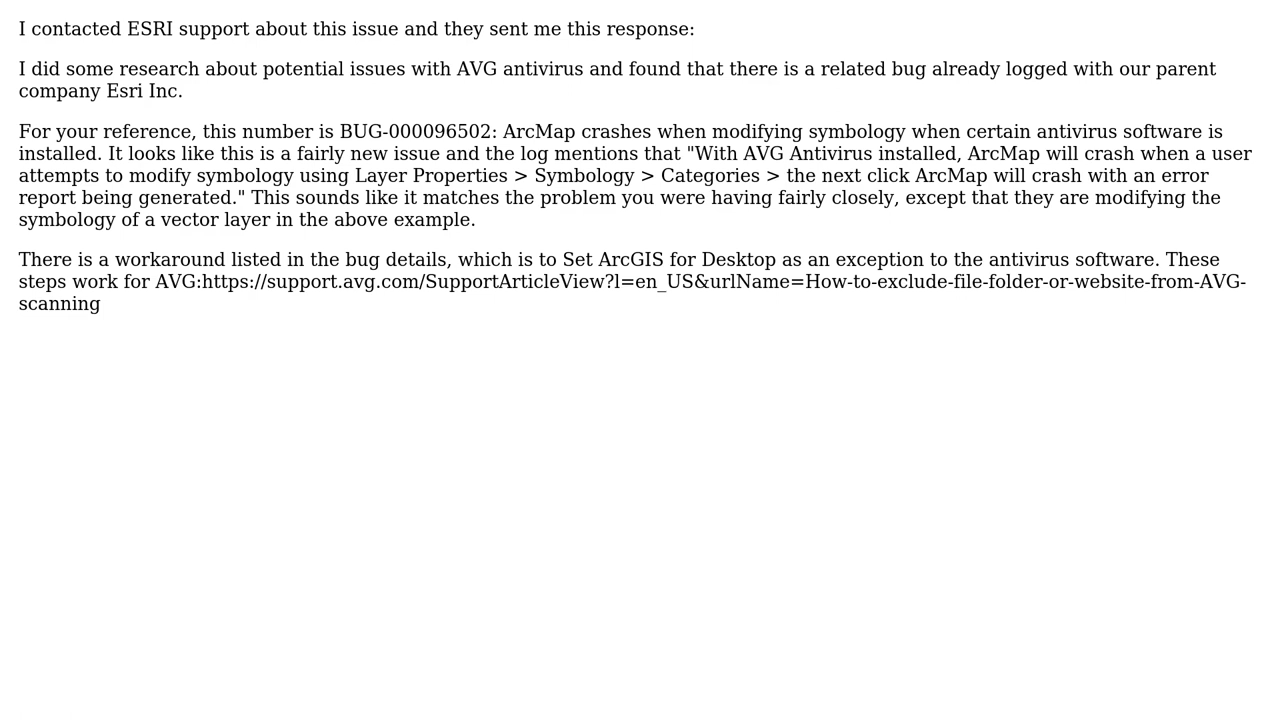 I contacted ESRI support about this issue and they sent me this response:
I did some research about potential issues with AVG antivirus and found that there is a related bug already logged with our parent
company Esri Inc.
For your reference, this number is BUG-000096502: ArcMap crashes when modifying symbology when certain antivirus software is
installed. It looks like this is a fairly new issue and the log mentions that "With AVG Antivirus installed, ArcMap will crash when a user
attempts to modify symbology using Layer Properties > Symbology > Categories > the next click ArcMap will crash with an error
report being generated." This sounds like it matches the problem you were having fairly closely, except that they are modifying the
symbology of a vector layer in the above example.
There is a workaround listed in the bug details, which is to Set ArcGIS for Desktop as an exception to the antivirus software. These
steps work for AVG:https://support.avg.com/SupportArticleView?l=en_US&urlName=How-to-exclude-file-folder-or-website-from-AVG-
scanning